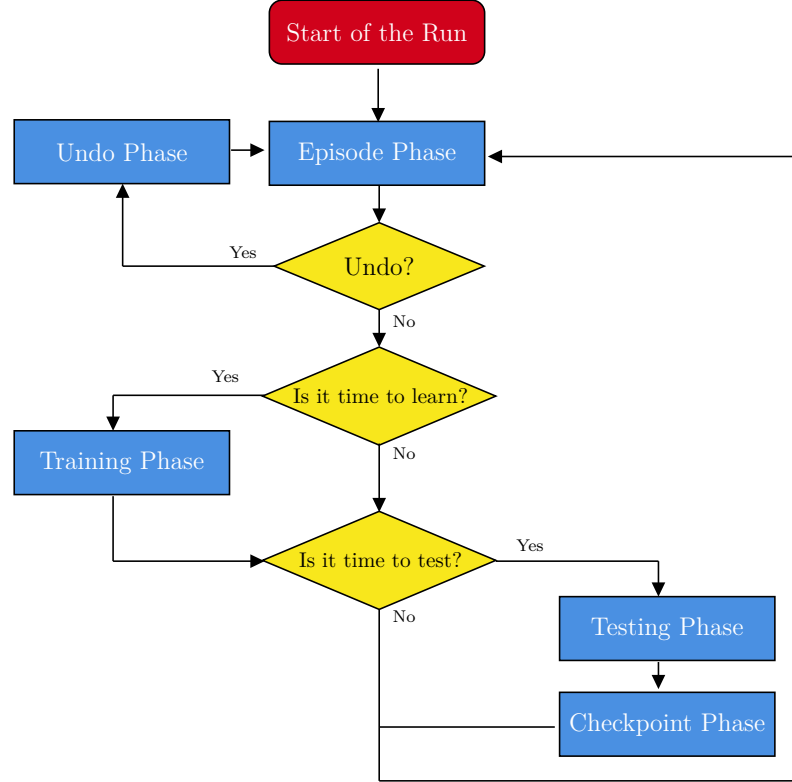 Start of the Run
Undo Phase
Episode Phase
Yes
Undo?
No
Yes
Is it time to learn?
Training Phase
No
Is it time to test?
Yes
No
Testing Phase
Checkpoint Phase